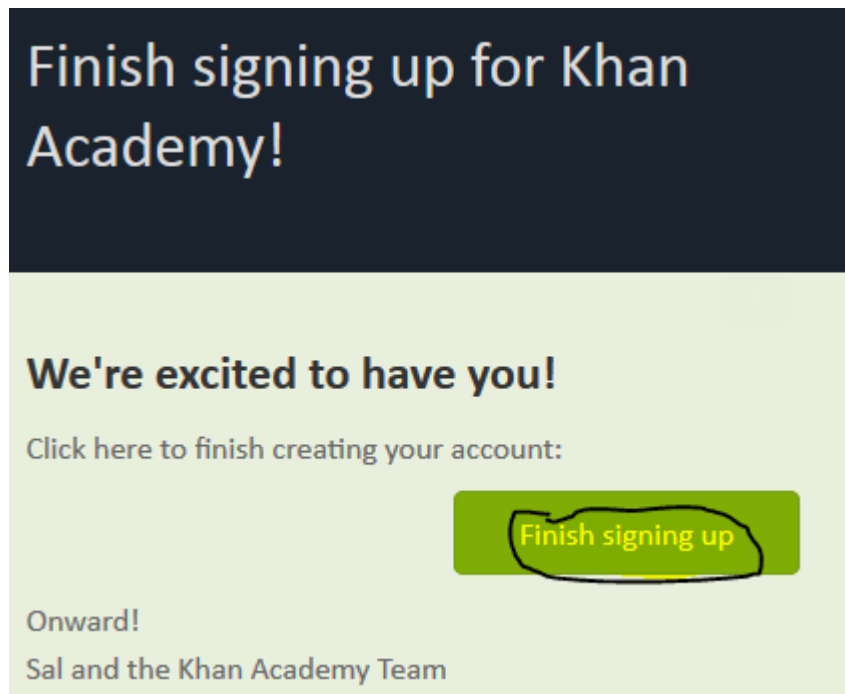 Finish signing up for Khan
Academy!
We're excited to have you!
Click here to finish creating your account:
Finish signing up
Onward!
Sal and the Khan Academy Team